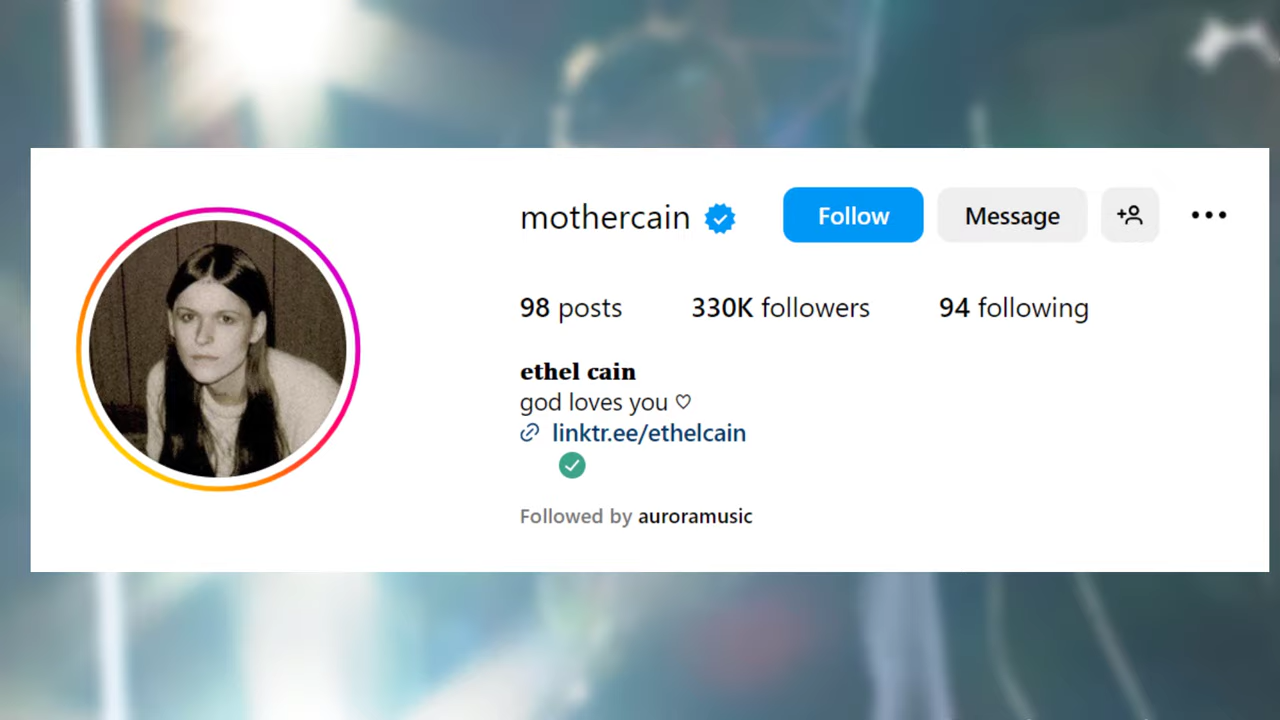 mothercain Follow Message
98 posts 330K followers 94 following
ethel cain
god loves you ♡
linktr.ee/ethelcain
Followed by auroramusic